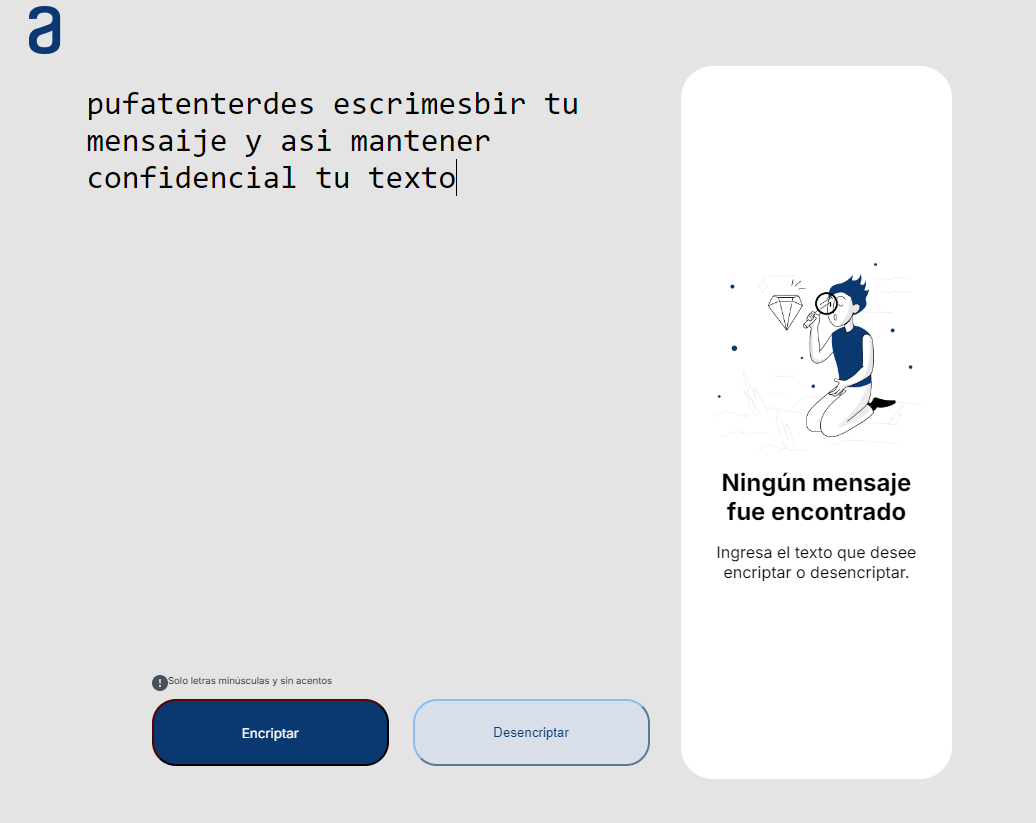 a
pufatenterdes escrimesbir tu
mensaije y asi mantener
confidencial tu texto
Ningún mensaje
fue encontrado
Ingresa el texto que desee
encriptar o desencriptar.
Solo letras minúsculas y sin acentos
Encriptar
Desencriptar